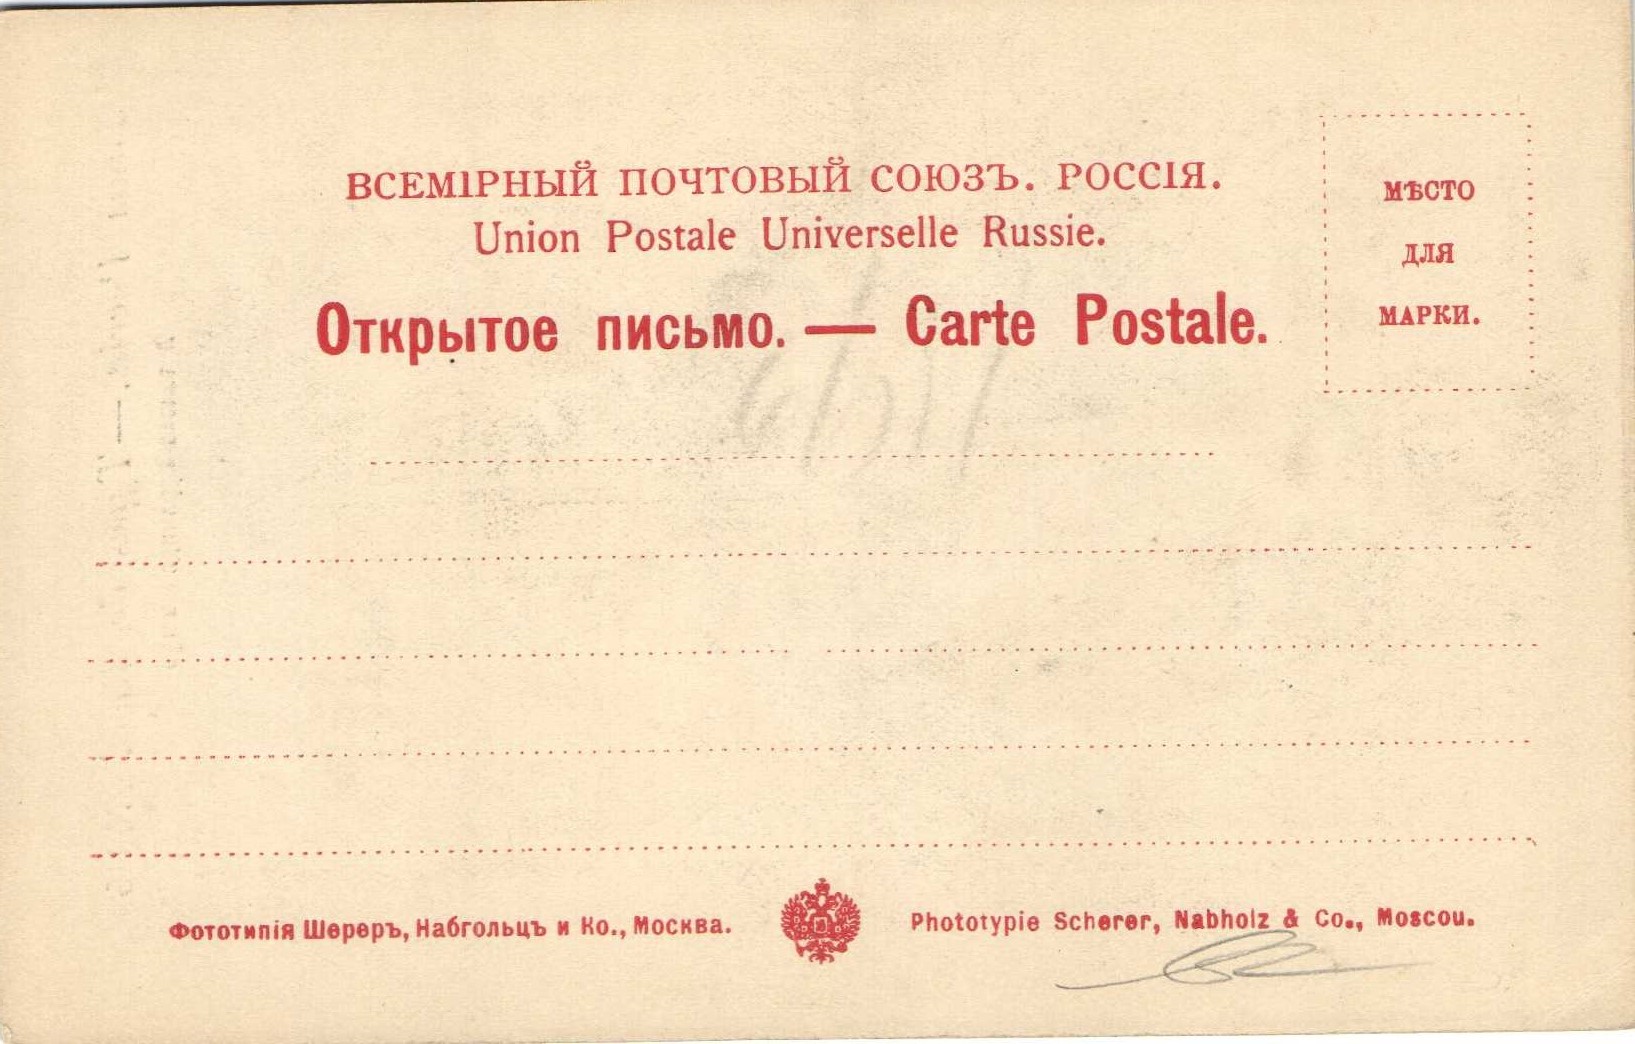 ВСЕМІРНЫЙ ПОЧТОВЫЙ СОЮЗЪ. РОССІЯ.
Union Postale Universelle Russie.
Открытое письмо. — Carte Postale.
МѢСТО
ДЛЯ
МАРКИ.
Фототипія Шереръ, Набгольцъ и Ко., Москва.
Phototypie Scherer, Nabholz & Co., Moscou.